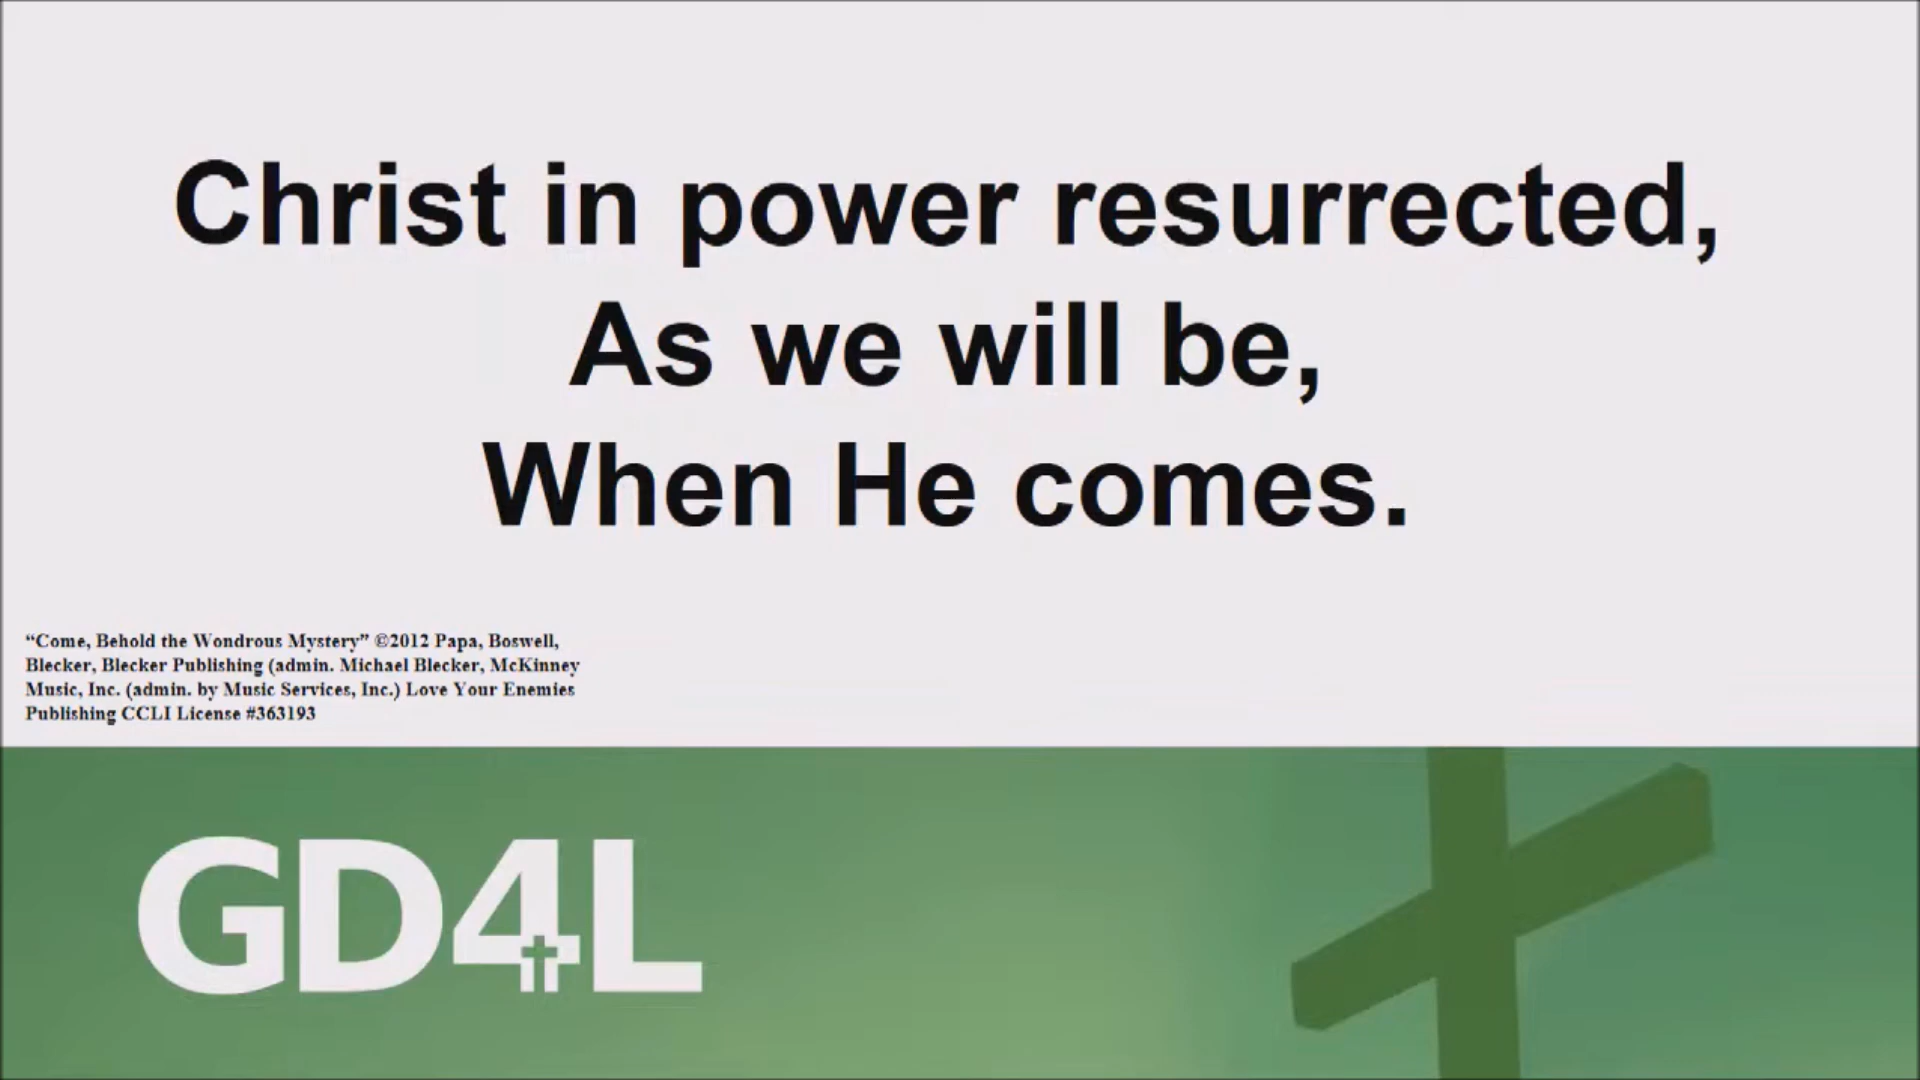 Christ in power resurrected,
As we will be,
When He comes.
“Come, Behold the Wondrous Mystery” ©2012 Papa, Boswell,
Blecker, Blecker Publishing (admin. Michael Blecker, McKinney
Music, Inc. (admin. by Music Services, Inc.) Love Your Enemies
Publishing CCLI License #363193
GD4L